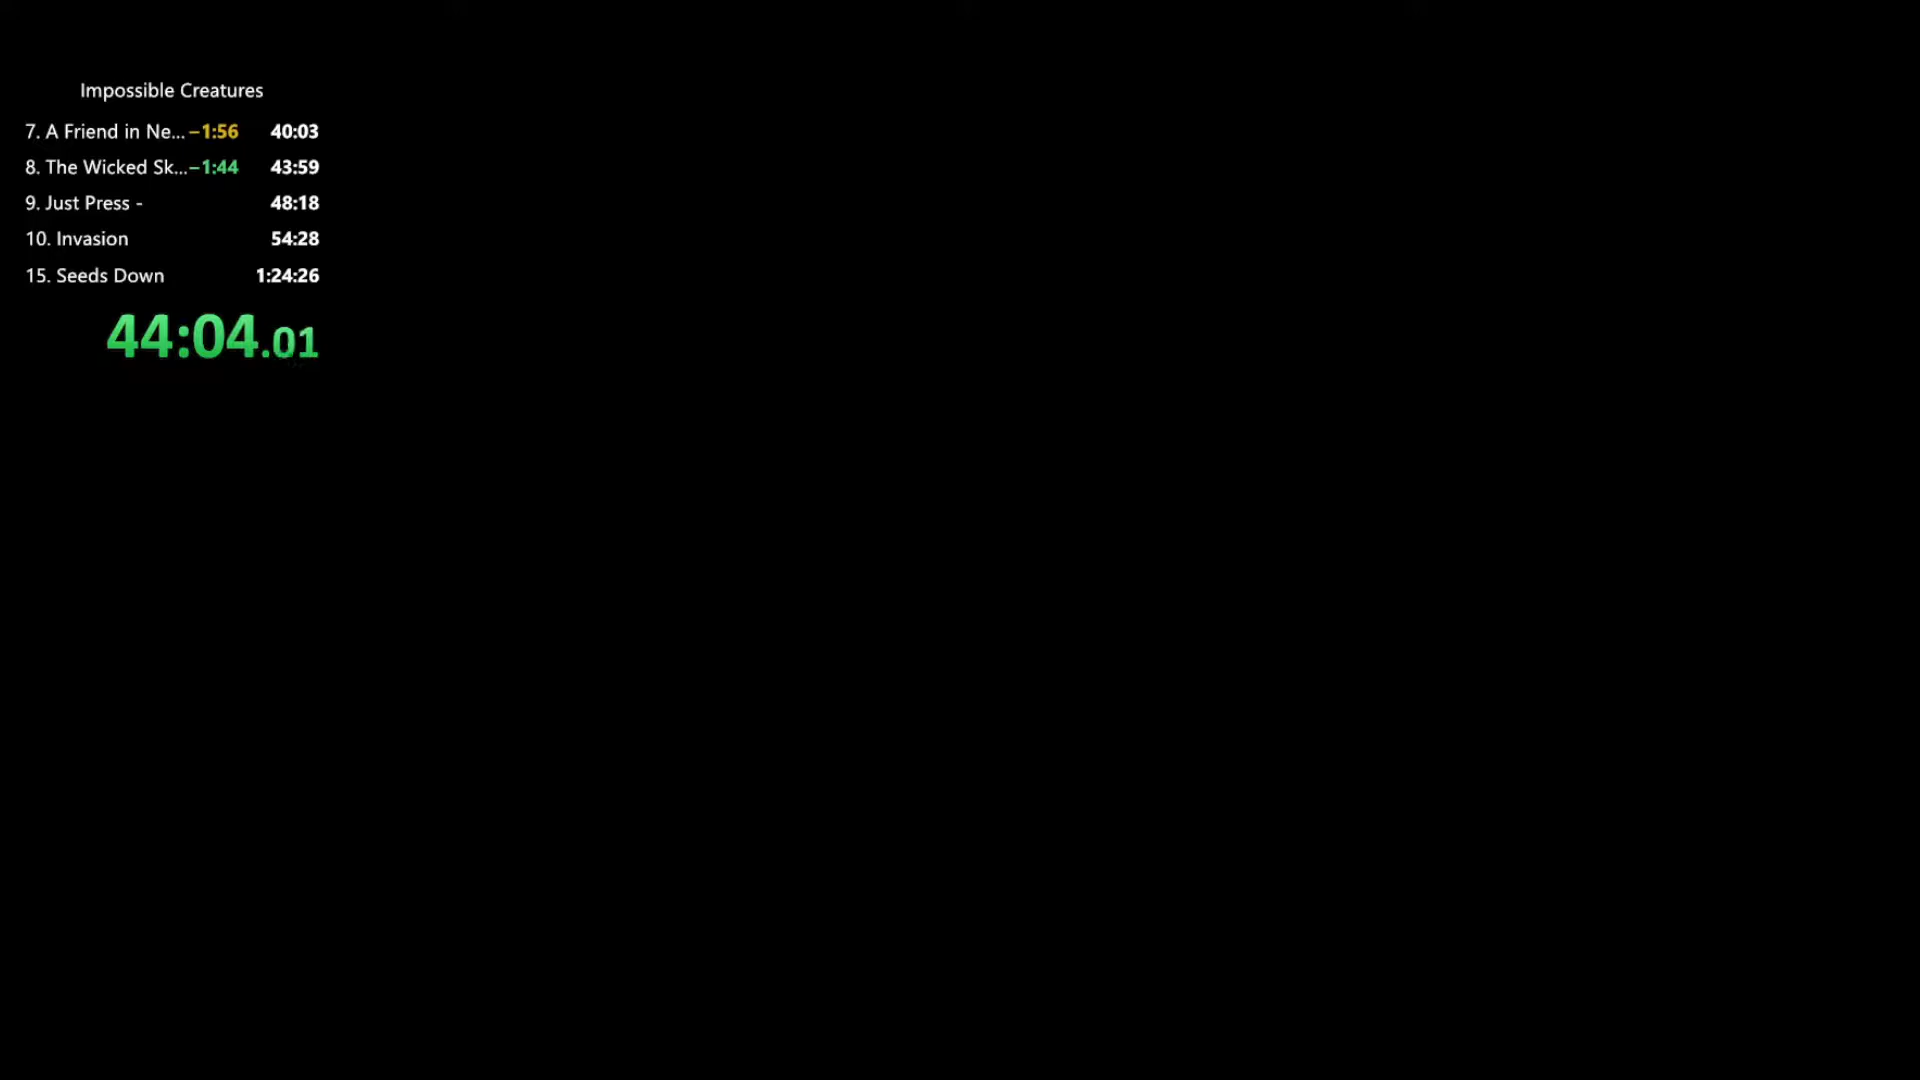 Impossible Creatures
7. A Friend in Ne... −1:56 40:03
8. The Wicked Sk... −1:44 43:59
9. Just Press - 48:18
10. Invasion 54:28
15. Seeds Down 1:24:26
44:04.01